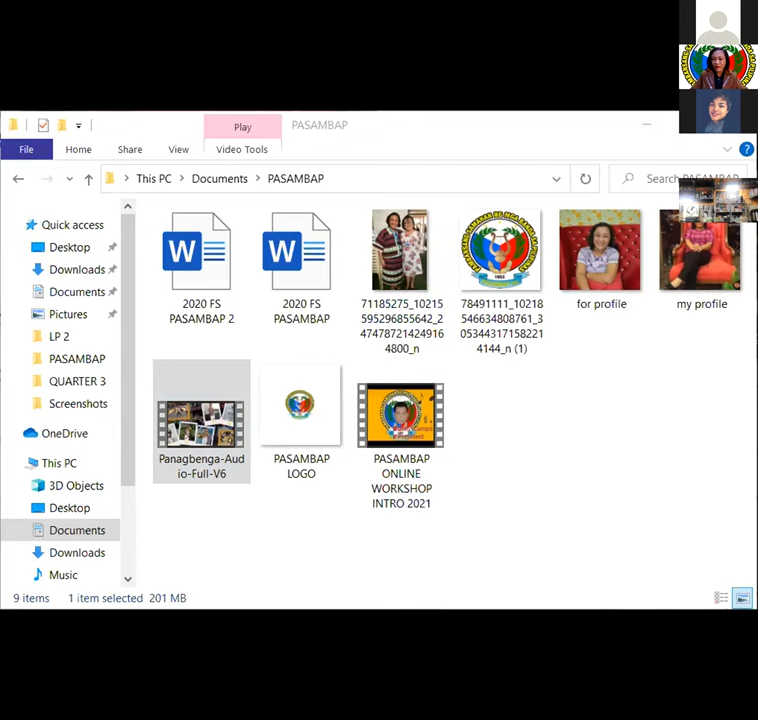 Play
PASAMBAP
File
Home
Share
View
Video Tools
This PC
Documents
PASAMBAP
Search
Quick access
Desktop
Downloads
Documents
Pictures
LP 2
PASAMBAP
QUARTER 3
Screenshots
OneDrive
This PC
3D Objects
Desktop
Documents
Downloads
Music
2020 FS
PASAMBAP 2
2020 FS
PASAMBAP
71185275_10215
595296855642_2
47478721424916
4800_n
78491111_10218
546634808761_3
05344317158221
4144_n (1)
for profile
my profile
Panagbenga-Aud
io-Full-V6
PASAMBAP
LOGO
PASAMBAP
ONLINE
WORKSHOP
INTRO 2021
9 items
1 item selected 201 MB